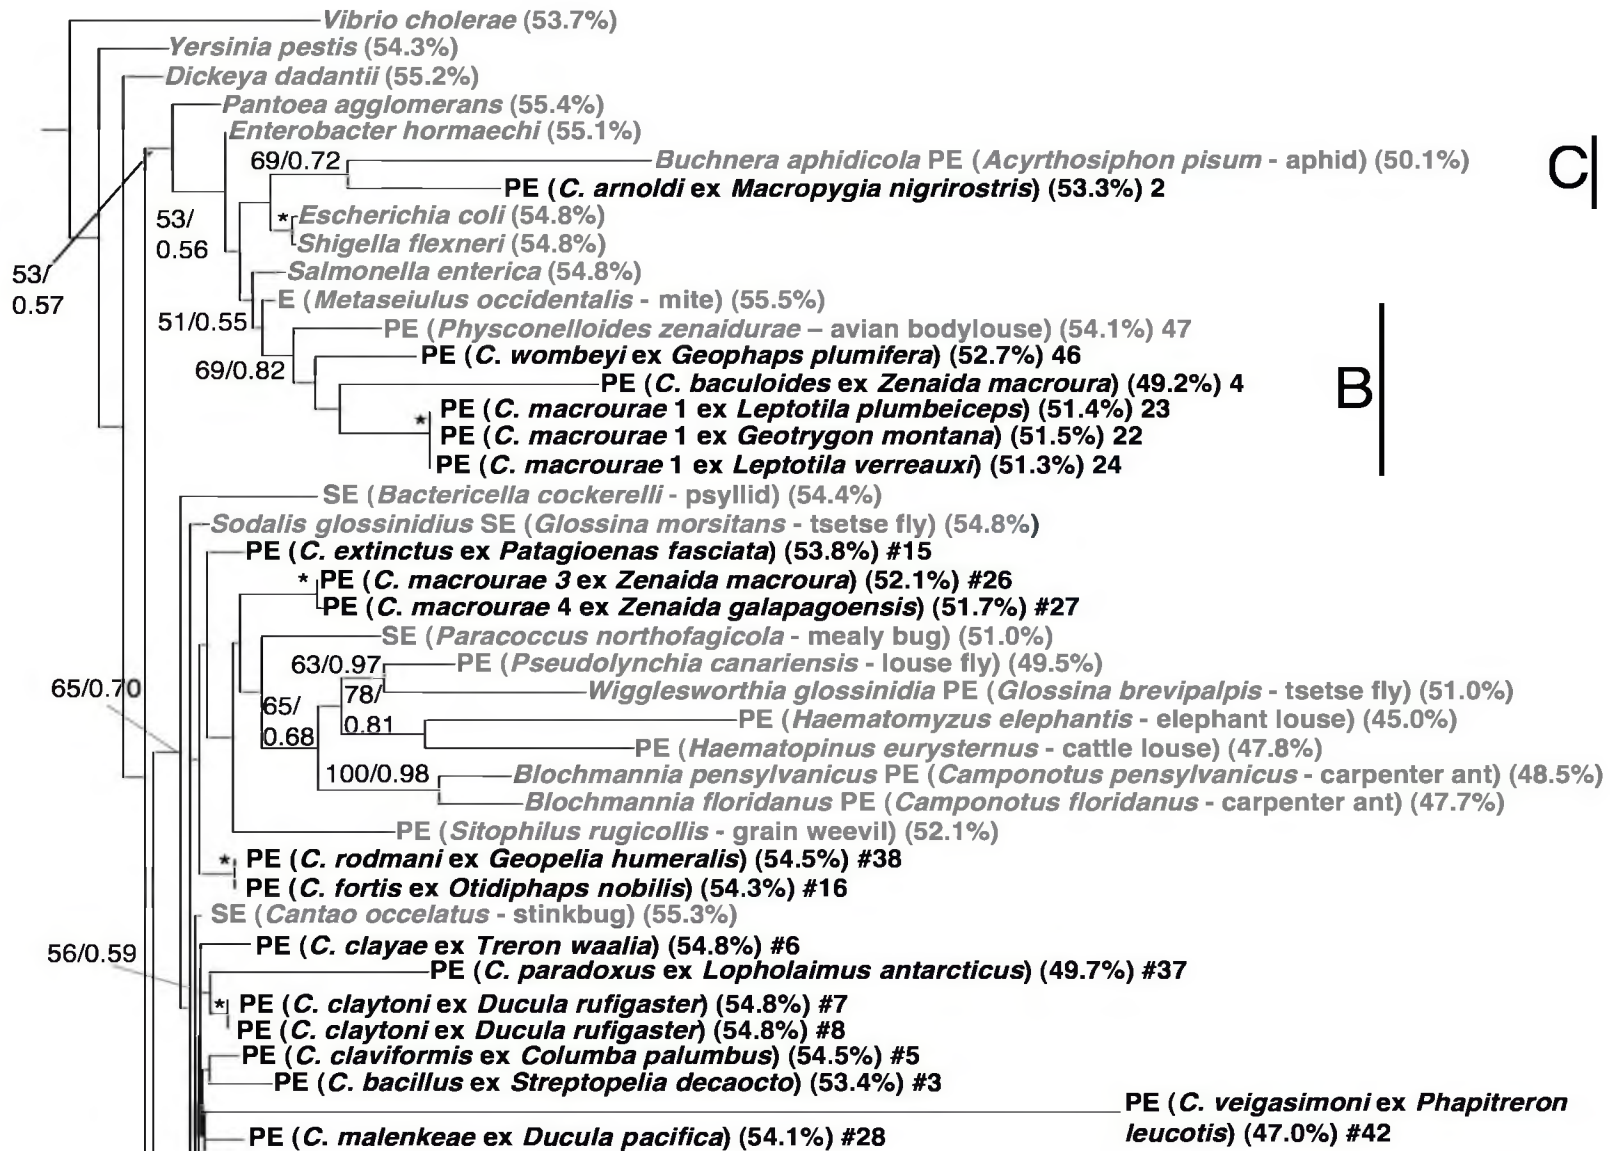 Vibrio cholerae (53.7%)
Yersinia pestis (54.3%)
Dickeya dadantii (55.2%)
Pantoea agglomerans (55.4%)
Enterobacter hormaechi (55.1%)
69/0.72
Buchnera aphidicola PE (Acyrthosiphon pisum - aphid) (50.1%)
C
PE (C. arnoldi ex Macropygia nigrirostris) (53.3%) 2
53/
0.56
* Escherichia coli (54.8%)
Shigella flexneri (54.8%)
53/
0.57
Salmonella enterica (54.8%)
E (Metaseiulus occidentalis - mite) (55.5%)
51/0.55
PE (Physconelloides zenaidurae – avian bodylouse) (54.1%) 47
PE (C. wombeyi ex Geophaps plumifera) (52.7%) 46
69/0.82
PE (C. baculoides ex Zenaida macroura) (49.2%) 4
B
* PE (C. macrourae 1 ex Leptotila plumbeiceps) (51.4%) 23
PE (C. macrourae 1 ex Geotrygon montana) (51.5%) 22
PE (C. macrourae 1 ex Leptotila verreauxi) (51.3%) 24
SE (Bactericella cockerelli - psyllid) (54.4%)
Sodalis glossinidius SE (Glossina morsitans - tsetse fly) (54.8%)
PE (C. extinctus ex Patagioenas fasciata) (53.8%) #15
* PE (C. macrourae 3 ex Zenaida macroura) (52.1%) #26
PE (C. macrourae 4 ex Zenaida galapagoensis) (51.7%) #27
SE (Paracoccus northofagicola - mealy bug) (51.0%)
63/0.97
PE (Pseudolynchia canariensis - louse fly) (49.5%)
65/0.70
78/
0.81
Wigglesworthia glossinidia PE (Glossina brevipalpis - tsetse fly) (51.0%)
65/
0.68
PE (Haematomyzus elephantis - elephant louse) (45.0%)
PE (Haematopinus eurysternus - cattle louse) (47.8%)
100/0.98
Blochmannia pensylvanicus PE (Camponotus pensylvanicus - carpenter ant) (48.5%)
Blochmannia floridanus PE (Camponotus floridanus - carpenter ant) (47.7%)
PE (Sitophilus rugicollis - grain weevil) (52.1%)
* PE (C. rodmani ex Geopelia humeralis) (54.5%) #38
PE (C. fortis ex Otidiphaps nobilis) (54.3%) #16
SE (Cantao occelatus - stinkbug) (55.3%)
56/0.59
PE (C. clayae ex Treron waalia) (54.8%) #6
PE (C. paradoxus ex Lopholaimus antarcticus) (49.7%) #37
* PE (C. claytoni ex Ducula rufigaster) (54.8%) #7
PE (C. claytoni ex Ducula rufigaster) (54.8%) #8
PE (C. claviformis ex Columba palumbus) (54.5%) #5
PE (C. bacillus ex Streptopelia decaocto) (53.4%) #3
PE (C. veigasimoni ex Phapitreron
leucotis) (47.0%) #42
PE (C. malenkeae ex Ducula pacifica) (54.1%) #28